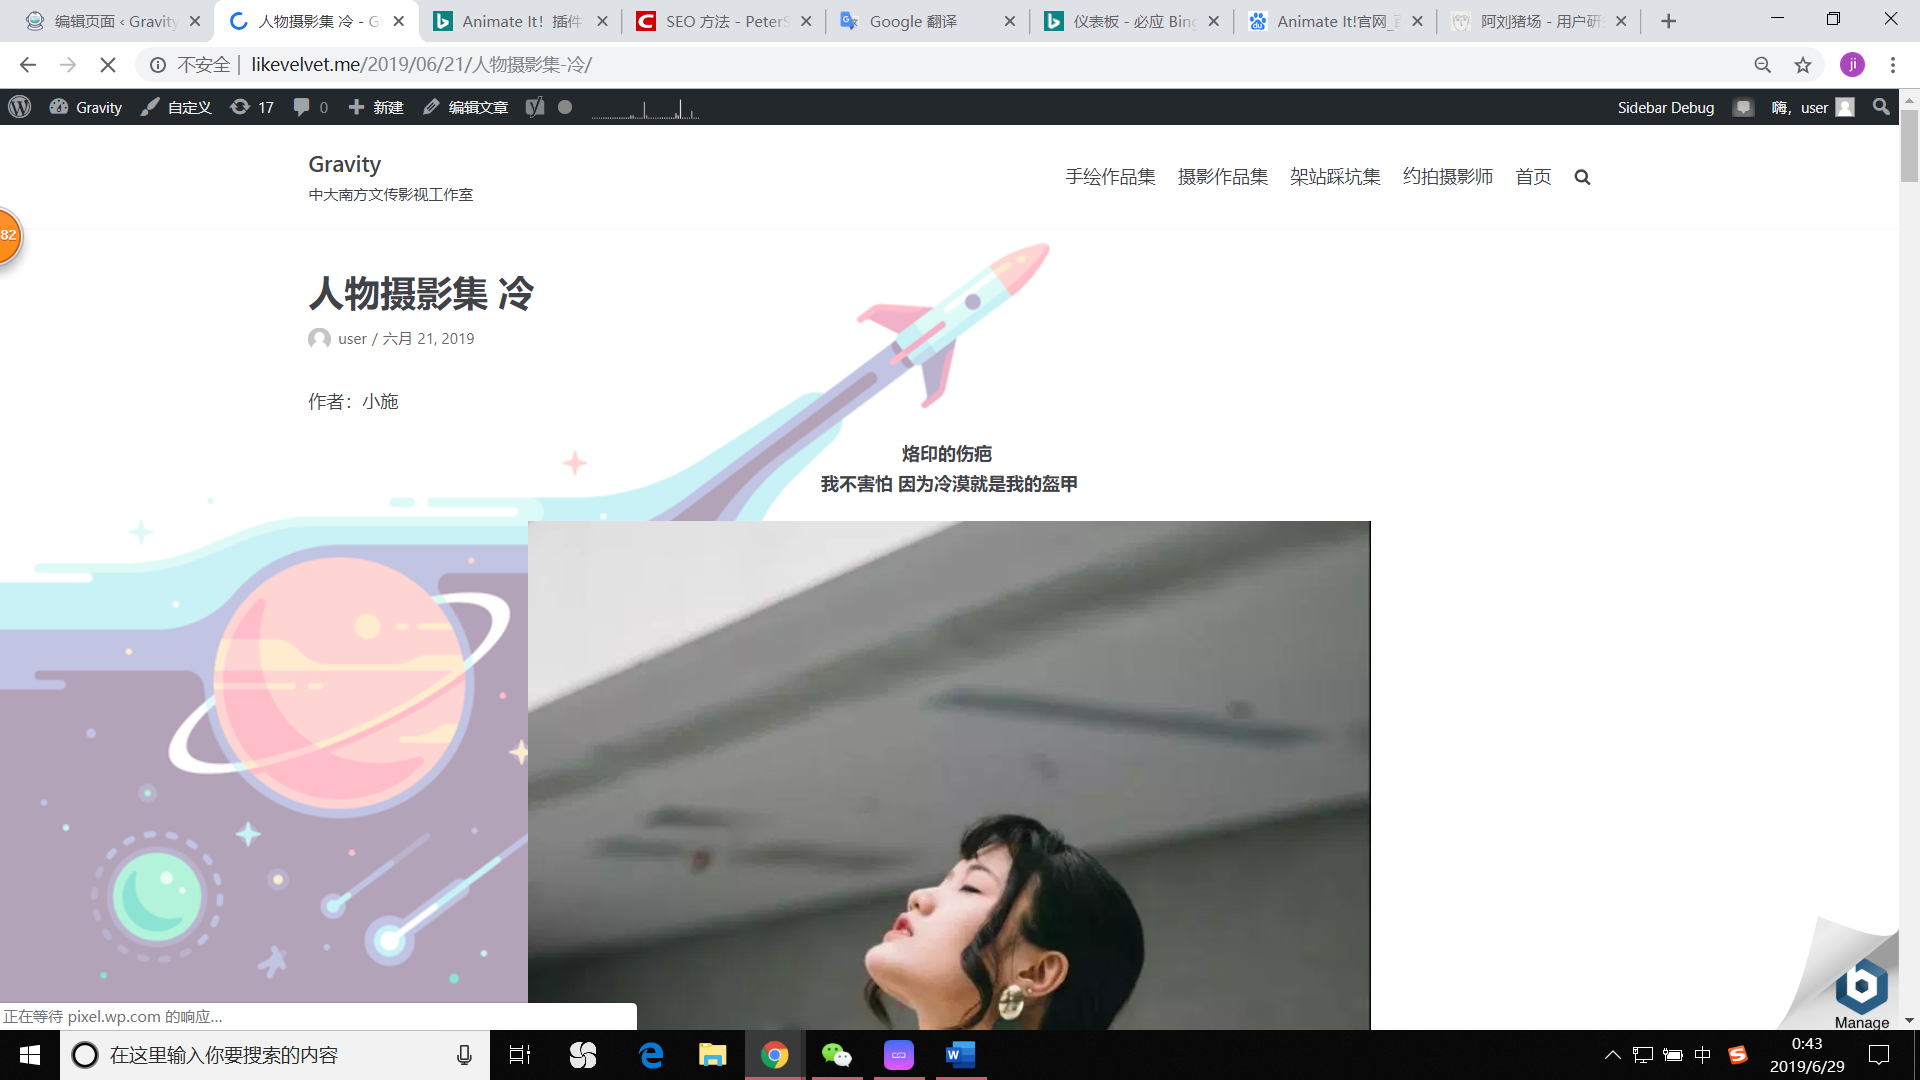 编辑页面 ‹ Gravity
人物摄影集 冷 - G
Animate It! 插件
SEO 方法 - PeterS
Google 翻译
仪表板 - 必应 Bing
Animate It!官网_百
阿刘猪场 - 用户研
不安全 | likevelvet.me/2019/06/21/人物摄影集-冷/
ji
Gravity 自定义 17 0 新建 编辑文章
Sidebar Debug 嗨，user
Gravity
中大南方文传影视工作室
手绘作品集 摄影作品集 架站踩坑集 约拍摄影师 首页
82
人物摄影集 冷
user / 六月 21, 2019
作者：小施
烙印的伤疤
我不害怕 因为冷漠就是我的盔甲
Manage
正在等待 pixel.wp.com 的响应...
在这里输入你要搜索的内容
中
0:43
2019/6/29